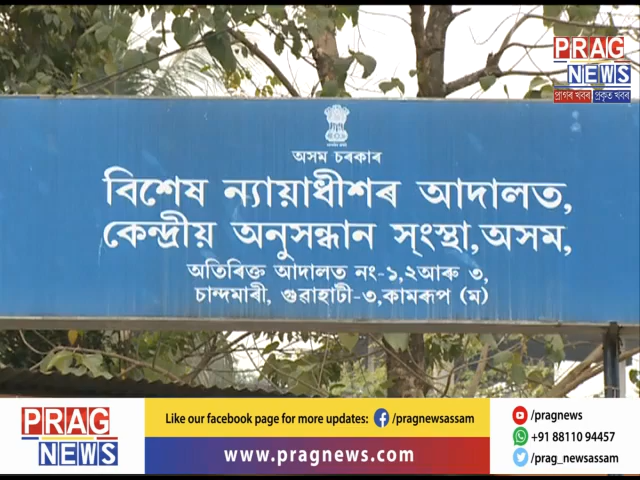 PRAG
NEWS
প্ৰাগৰ খবৰ প্ৰকৃত খবৰ
অসম চৰকাৰ
বিশেষ ন্যায়াধীশৰ আদালত,
কেন্দ্ৰীয় অনুসন্ধান সংস্থা,অসম,
অতিৰিক্ত আদালত নং-১,২আৰু ৩,
চান্দমাৰী, গুৱাহাটী-৩,কামৰূপ (ম)
PRAG
NEWS
Like our facebook page for more updates: /pragnewsassam
www.pragnews.com
/pragnews
+91 88110 94457
/prag_newsassam